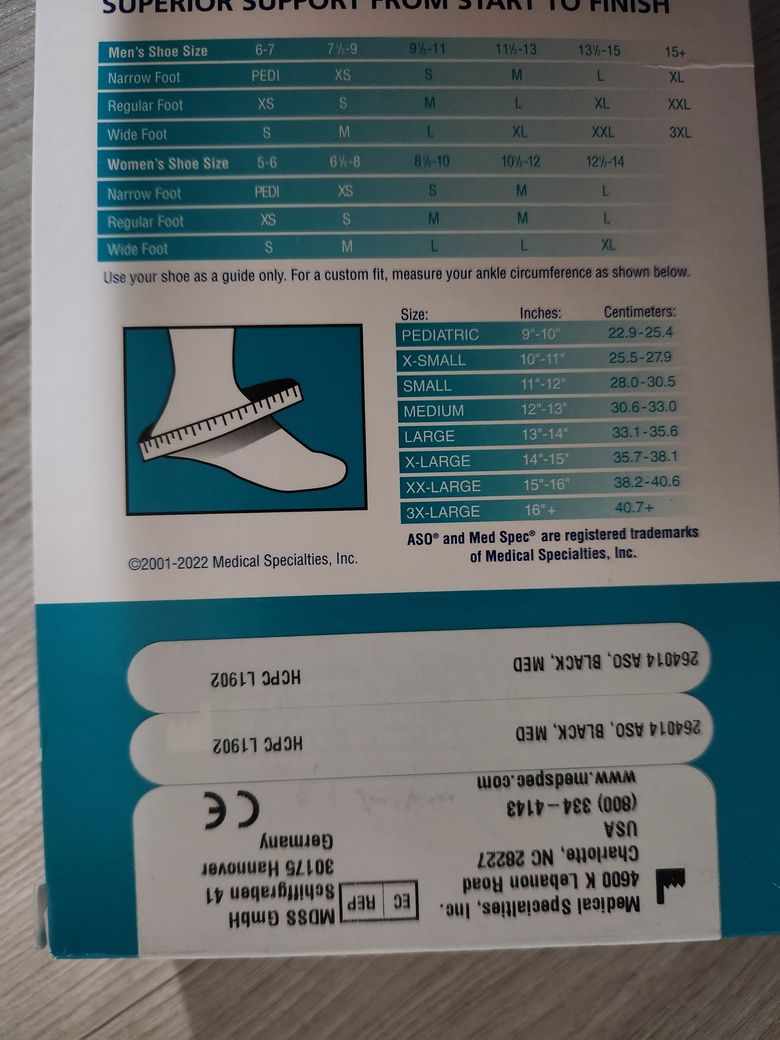 SUPERIOR SUPPORT FROM START TO FINISH
Men's Shoe Size 6-7 7½-9 9½-11 11½-13 13½-15 15+
Narrow Foot PEDI XS S M L XL
Regular Foot XS S M L XL XXL
Wide Foot S M L XL XXL 3XL
Women's Shoe Size 5-6 6½-8 8½-10 10½-12 12½-14
Narrow Foot PEDI XS S M L
Regular Foot XS S M M L
Wide Foot S M L L XL
Use your shoe as a guide only. For a custom fit, measure your ankle circumference as shown below.
Size: Inches: Centimeters:
PEDIATRIC 9"-10" 22.9-25.4
X-SMALL 10"-11" 25.5-27.9
SMALL 11"-12" 28.0-30.5
MEDIUM 12"-13" 30.6-33.0
LARGE 13"-14" 33.1-35.6
X-LARGE 14"-15" 35.7-38.1
XX-LARGE 15"-16" 38.2-40.6
3X-LARGE 16"+ 40.7+
ASO® and Med Spec® are registered trademarks
of Medical Specialties, Inc.
©2001-2022 Medical Specialties, Inc.
Medical Specialties, Inc.
4600 K Lebanon Road
Charlotte, NC 28227
USA
(800) 334-4143
www.medspec.com
EC REP
MDSS GmbH
Schiffgraben 41
30175 Hannover
Germany
CE
264014 ASO, BLACK, MED HCPC L1902
264014 ASO, BLACK, MED HCPC L1902